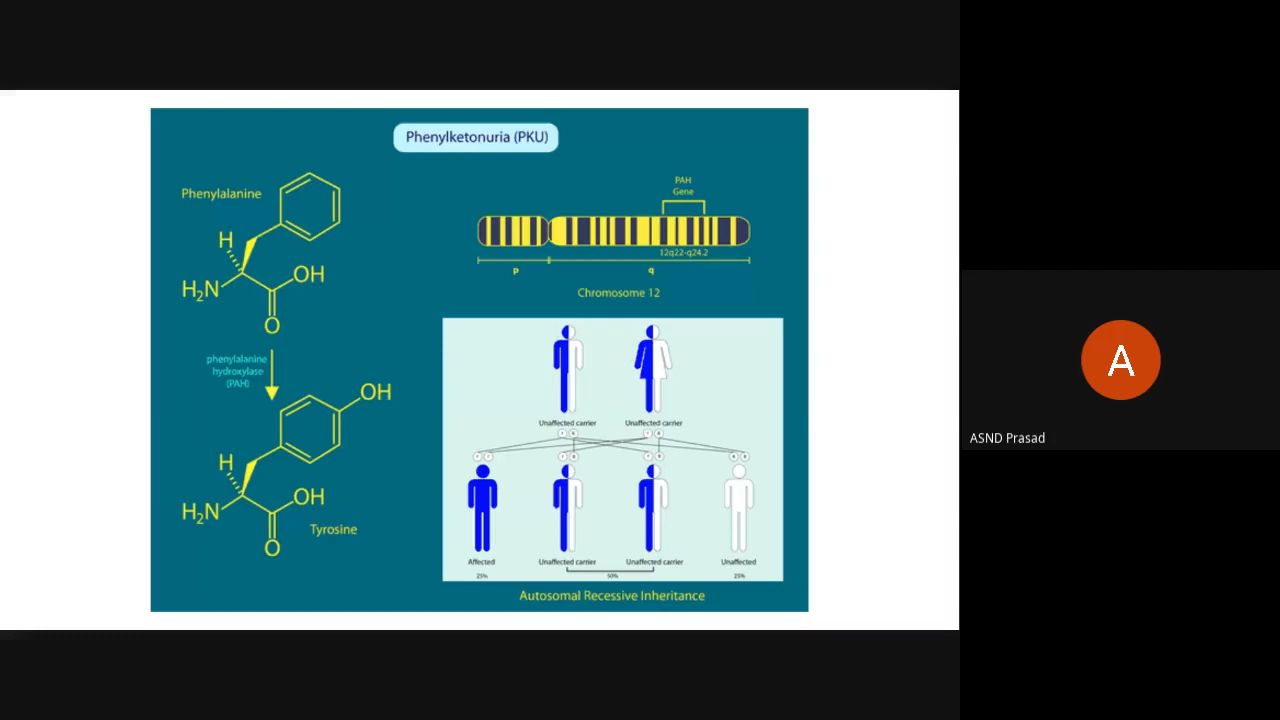 Phenylketonuria (PKU)
Phenylalanine
H
H₂N
OH
O
phenylalanine
hydroxylase
(PAH)
OH
H
H₂N
OH
O
Tyrosine
PAH
Gene
12q22-q24.2
p
q
Chromosome 12
Unaffected carrier
Unaffected carrier
Affected
Unaffected carrier
Unaffected carrier
Unaffected
25%
50%
25%
Autosomal Recessive Inheritance
A
ASND Prasad